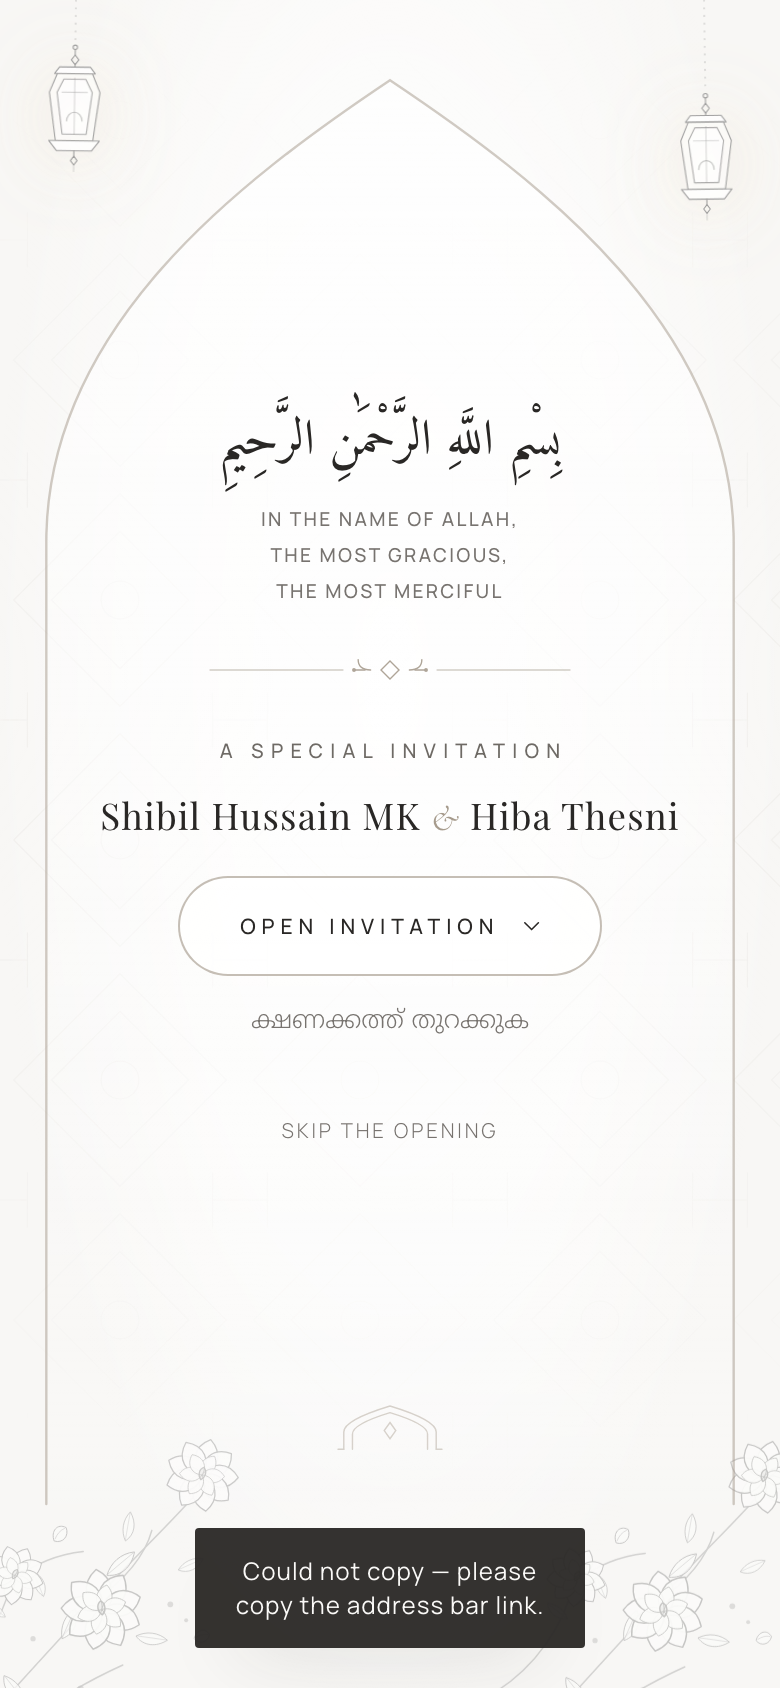 بِسْمِ اللَّهِ الرَّحْمَٰنِ الرَّحِيمِ
IN THE NAME OF ALLAH,
THE MOST GRACIOUS,
THE MOST MERCIFUL
A SPECIAL INVITATION
Shibil Hussain MK & Hiba Thesni
OPEN INVITATION
ക്ഷണക്കത്ത് തുറക്കുക
SKIP THE OPENING
Could not copy — please
copy the address bar link.